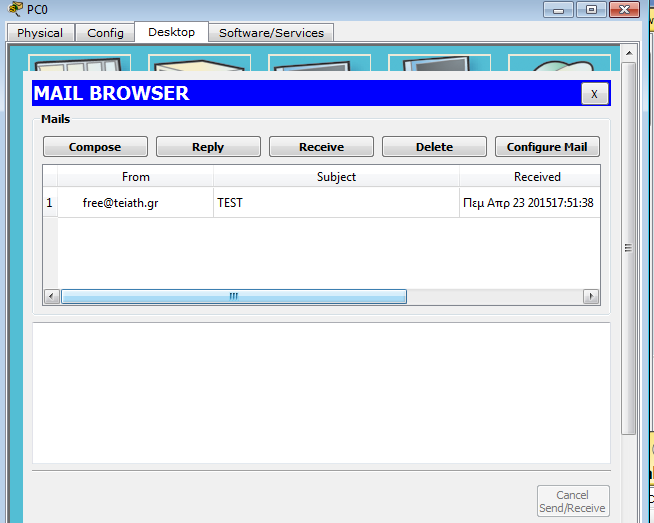 PC0
Physical Config Desktop Software/Services
MAIL BROWSER X
Mails
Compose Reply Receive Delete Configure Mail
From Subject Received
1 free@teiath.gr TEST Πεμ Απρ 23 201517:51:38
Cancel
Send/Receive